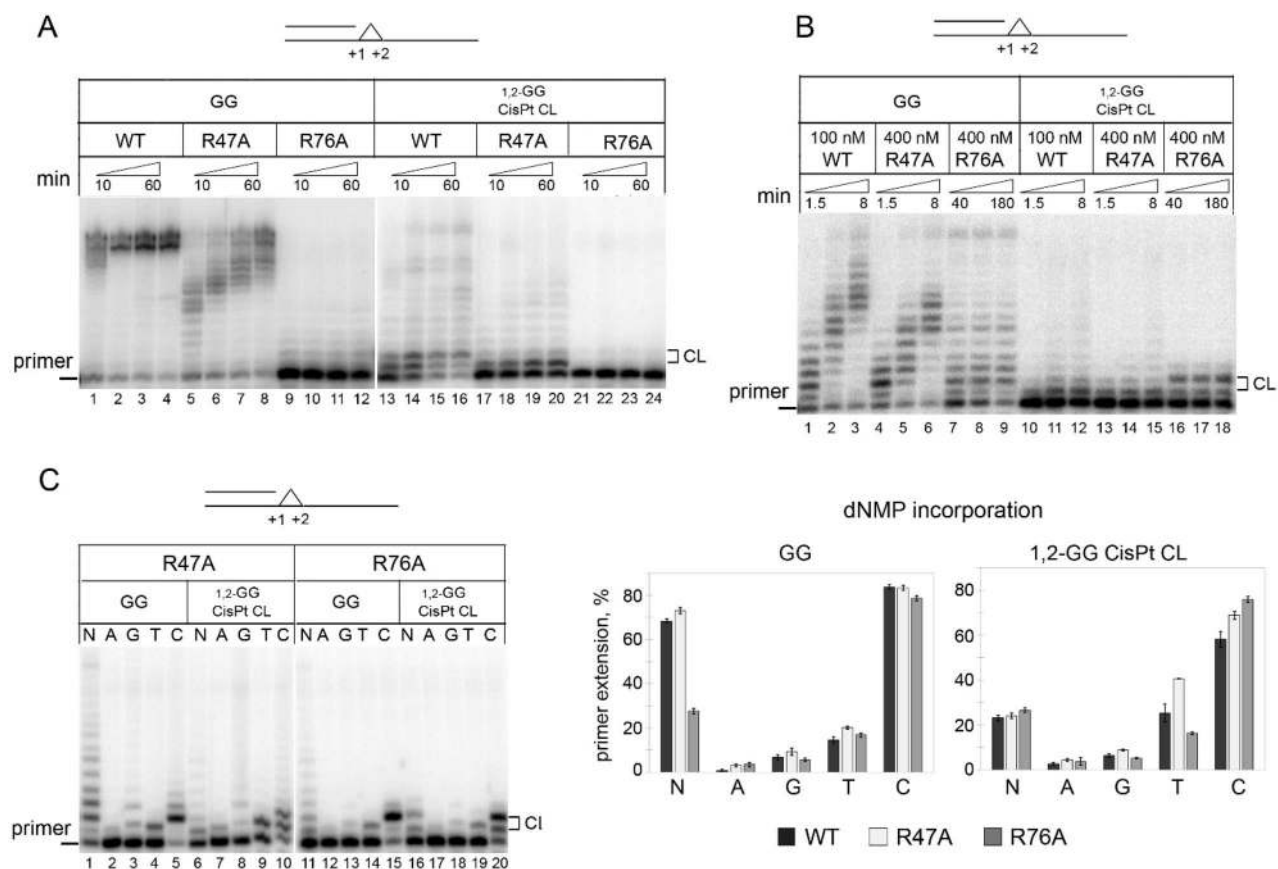 A
+1 +2
GG
1,2-GG
CisPt CL
WT R47A R76A WT R47A R76A
min 10 60 10 60 10 60 10 60 10 60 10 60
primer
CL
1 2 3 4 5 6 7 8 9 10 11 12 13 14 15 16 17 18 19 20 21 22 23 24
B
+1 +2
GG
1,2-GG
CisPt CL
100 nM 400 nM 400 nM 100 nM 400 nM 400 nM
WT R47A R76A WT R47A R76A
min 1.5 8 1.5 8 40 180 1.5 8 1.5 8 40 180
primer
CL
1 2 3 4 5 6 7 8 9 10 11 12 13 14 15 16 17 18
C
+1 +2
R47A R76A
GG 1,2-GG GG 1,2-GG
CisPt CL CisPt CL
N A G T C N A G T C N A G T C N A G T C
primer
Cl
1 2 3 4 5 6 7 8 9 10 11 12 13 14 15 16 17 18 19 20
dNMP incorporation
GG
1,2-GG CisPt CL
primer extension, %
80
60
40
20
0
N A G T C
80
60
40
20
0
N A G T C
WT R47A R76A